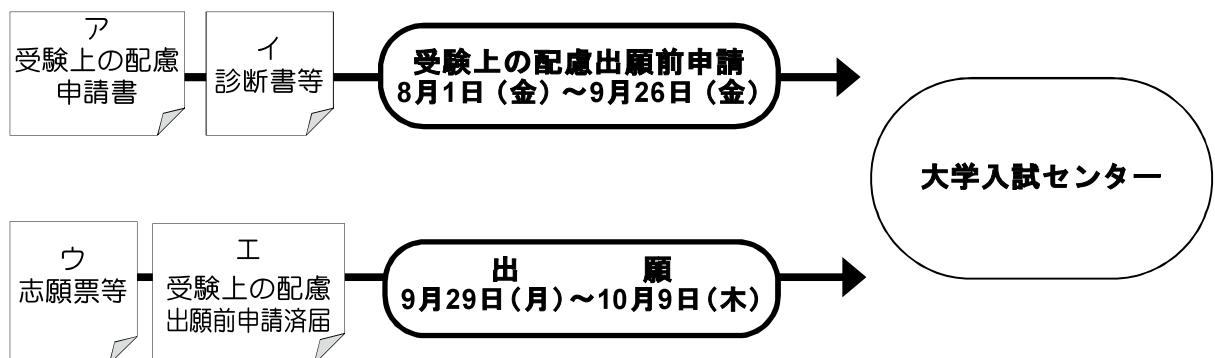 ア
受験上の配慮
申請書
イ
診断書等
受験上の配慮出願前申請
8月1日（金）～9月26日（金）
大学入試センター
ウ
志願票等
エ
受験上の配慮
出願前申請済届
出　願
9月29日（月）～10月9日（木）